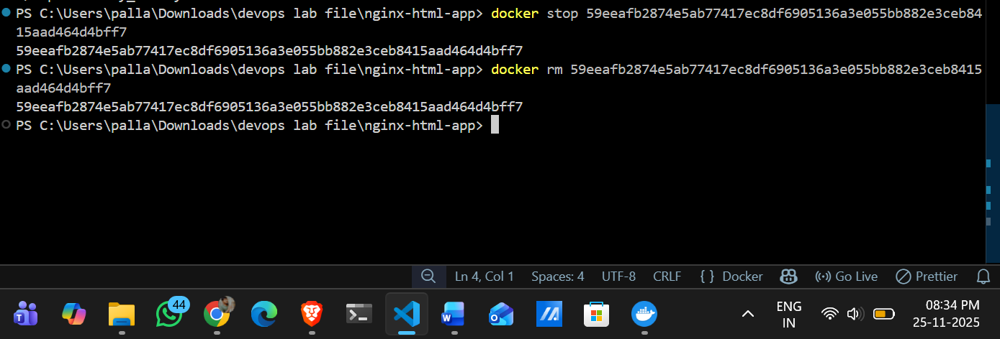 PS C:\Users\palla\Downloads\devops lab file\nginx-html-app> docker stop 59eeafb2874e5ab77417ec8df6905136a3e055bb882e3ceb84
15aad464d4bff7
59eeafb2874e5ab77417ec8df6905136a3e055bb882e3ceb8415aad464d4bff7
PS C:\Users\palla\Downloads\devops lab file\nginx-html-app> docker rm 59eeafb2874e5ab77417ec8df6905136a3e055bb882e3ceb8415
aad464d4bff7
59eeafb2874e5ab77417ec8df6905136a3e055bb882e3ceb8415aad464d4bff7
PS C:\Users\palla\Downloads\devops lab file\nginx-html-app>
Ln 4, Col 1 Spaces: 4 UTF-8 CRLF { } Docker Go Live Prettier
44
ENG
IN
08:34 PM
25-11-2025